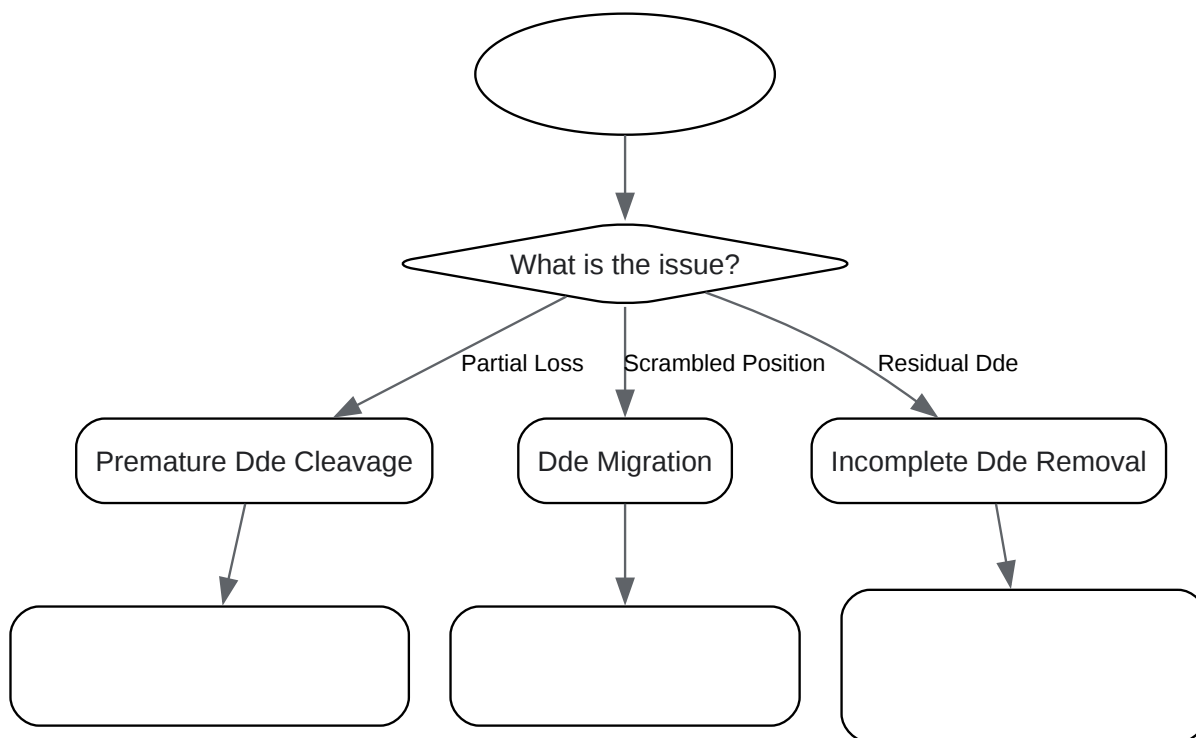 What is the issue?
Partial Loss
Scrambled Position
Residual Dde
Premature Dde Cleavage
Dde Migration
Incomplete Dde Removal